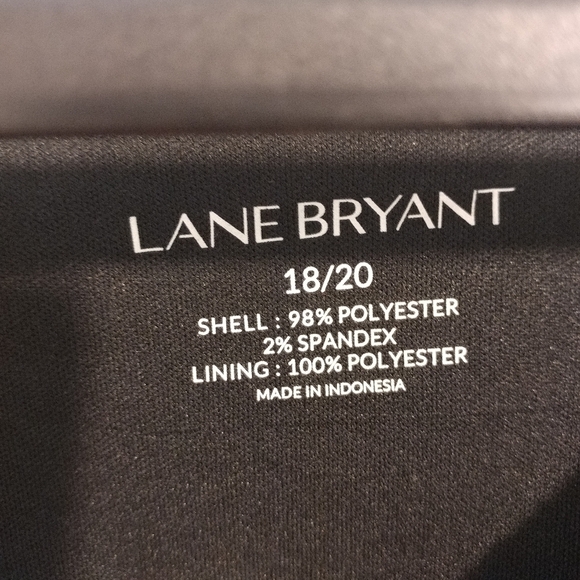 LANE BRYANT
18/20
SHELL : 98% POLYESTER
2% SPANDEX
LINING : 100% POLYESTER
MADE IN INDONESIA